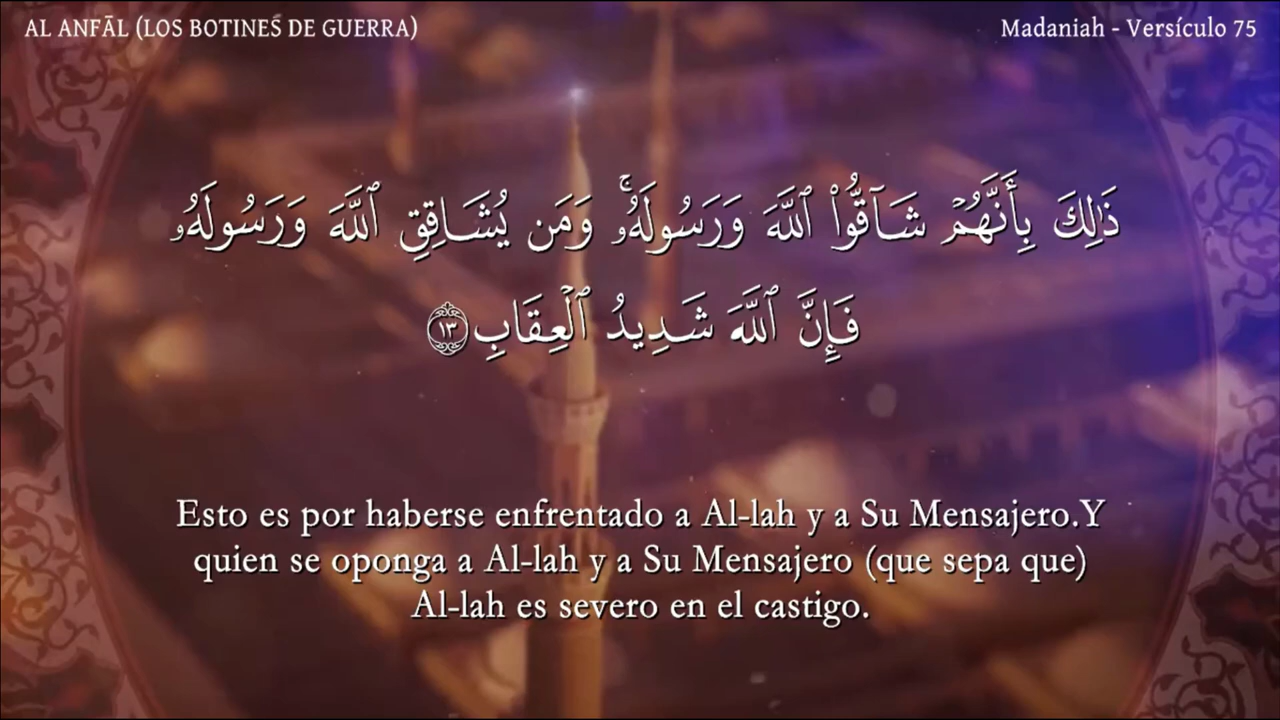 AL ANFĀL (LOS BOTINES DE GUERRA)
Madaniah - Versículo 75
ذَٰلِكَ بِأَنَّهُمۡ شَآقُّواْ ٱللَّهَ وَرَسُولَهُۥۚ وَمَن يُشَاقِقِ ٱللَّهَ وَرَسُولَهُۥ
فَإِنَّ ٱللَّهَ شَدِيدُ ٱلۡعِقَابِ ١٣
Esto es por haberse enfrentado a Al-lah y a Su Mensajero.Y
quien se oponga a Al-lah y a Su Mensajero (que sepa que)
Al-lah es severo en el castigo.